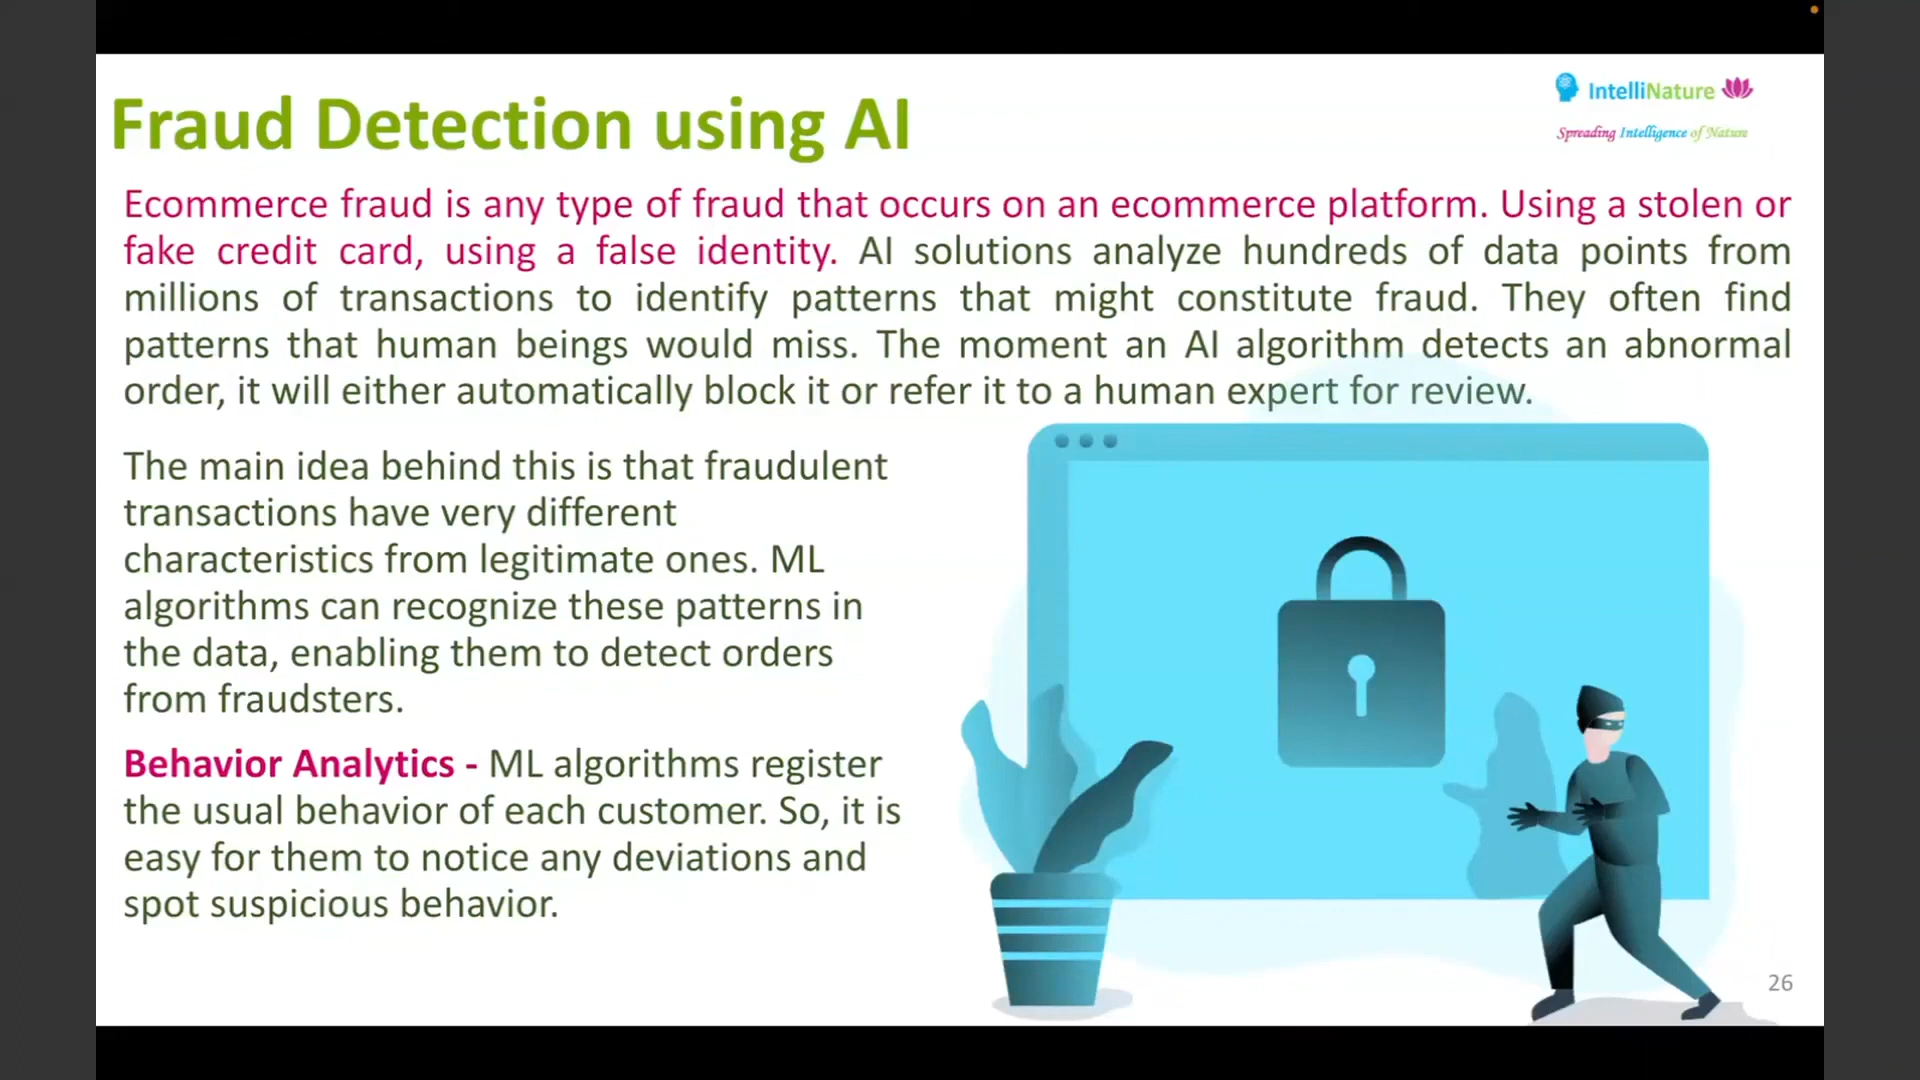 IntelliNature
Spreading Intelligence of Nature
Fraud Detection using AI
Ecommerce fraud is any type of fraud that occurs on an ecommerce platform. Using a stolen or
fake credit card, using a false identity. AI solutions analyze hundreds of data points from
millions of transactions to identify patterns that might constitute fraud. They often find
patterns that human beings would miss. The moment an AI algorithm detects an abnormal
order, it will either automatically block it or refer it to a human expert for review.
The main idea behind this is that fraudulent
transactions have very different
characteristics from legitimate ones. ML
algorithms can recognize these patterns in
the data, enabling them to detect orders
from fraudsters.
Behavior Analytics - ML algorithms register
the usual behavior of each customer. So, it is
easy for them to notice any deviations and
spot suspicious behavior.
26